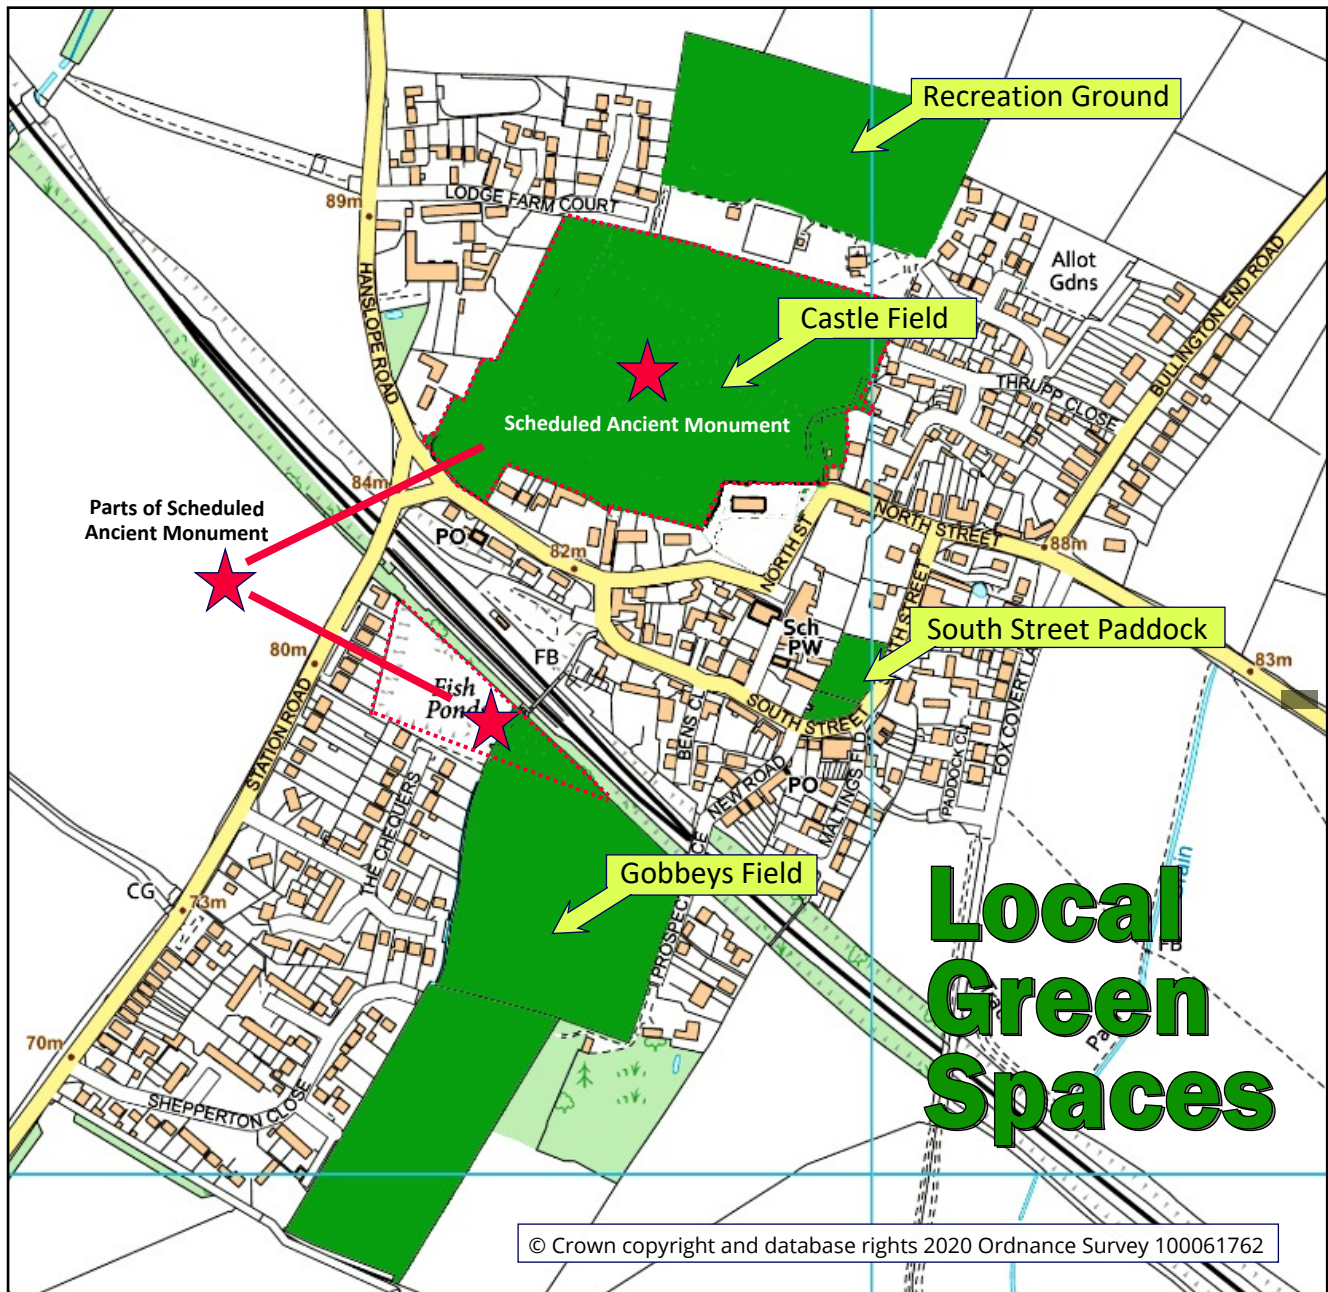 Recreation Ground
LODGE FARM COURT
89m
Allot
Gdns
HANSLOPE ROAD
BULLINGTON END ROAD
Castle Field
THRUPP CLOSE
Scheduled Ancient Monument
84m
Parts of Scheduled
Ancient Monument
PO
NORTH STREET
88m
82m
NORTH ST
Sch
PW
South Street Paddock
80m
FB
83m
Fish
Ponds
SOUTH STREET
BENS CL
STATION ROAD
NEW ROAD
PO
MALTINGS FLD
PADDOCK CL
FOX COVERT LA
THE CHEQUERS
Gobbeys Field
CG
73m
PROSPECT
Drain
FB
Local
Green
Spaces
70m
SHEPPERTON CLOSE
© Crown copyright and database rights 2020 Ordnance Survey 100061762